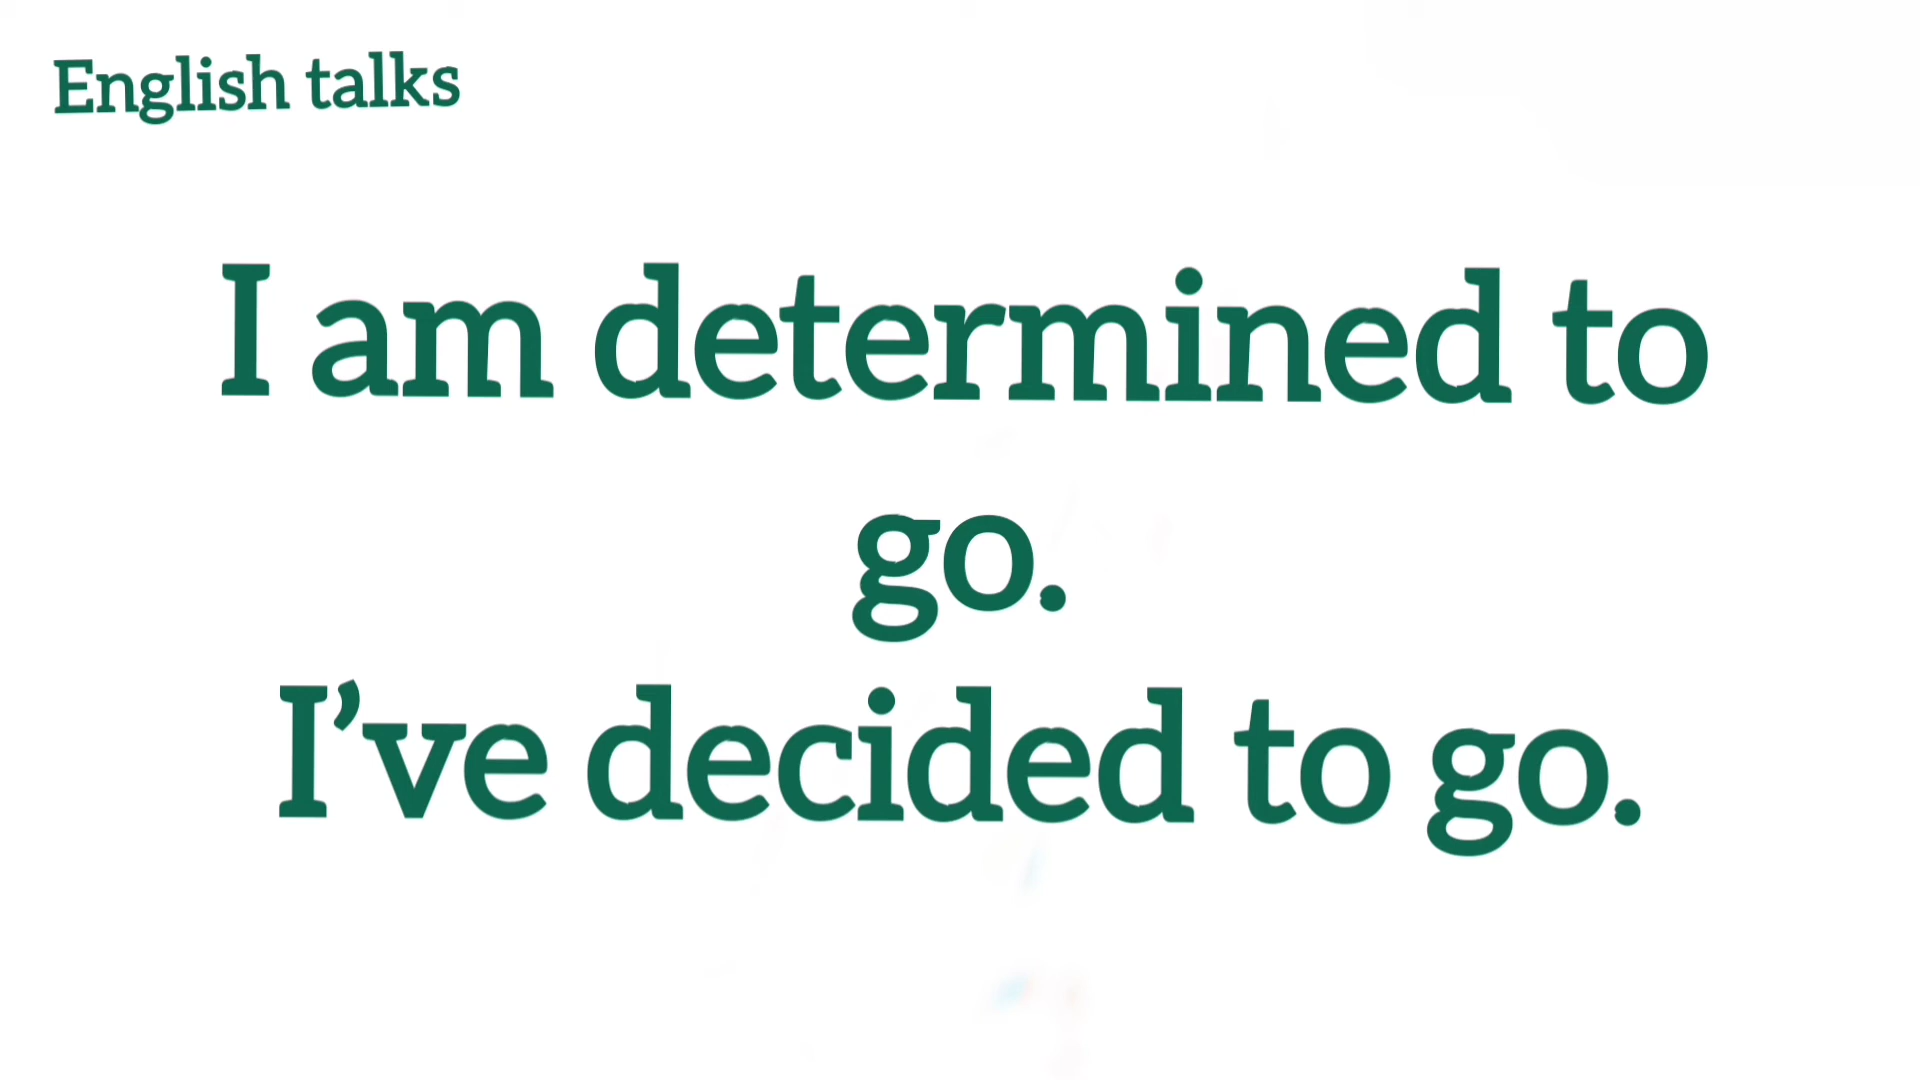 English talks
I am determined to
go.
I’ve decided to go.